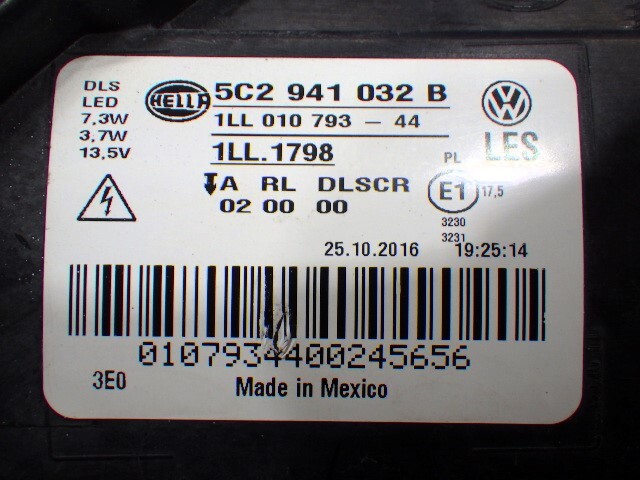 DLS
LED
7.3W
3,7W
13,5V
HELLA
5C2 941 032 B
1LL 010 793 - 44
1LL.1798
PL
LES
A RL DLSCR
02 00 00
E1
17,5
3230
3231
25.10.2016 19:25:14
0107934400245656
3E0
Made in Mexico